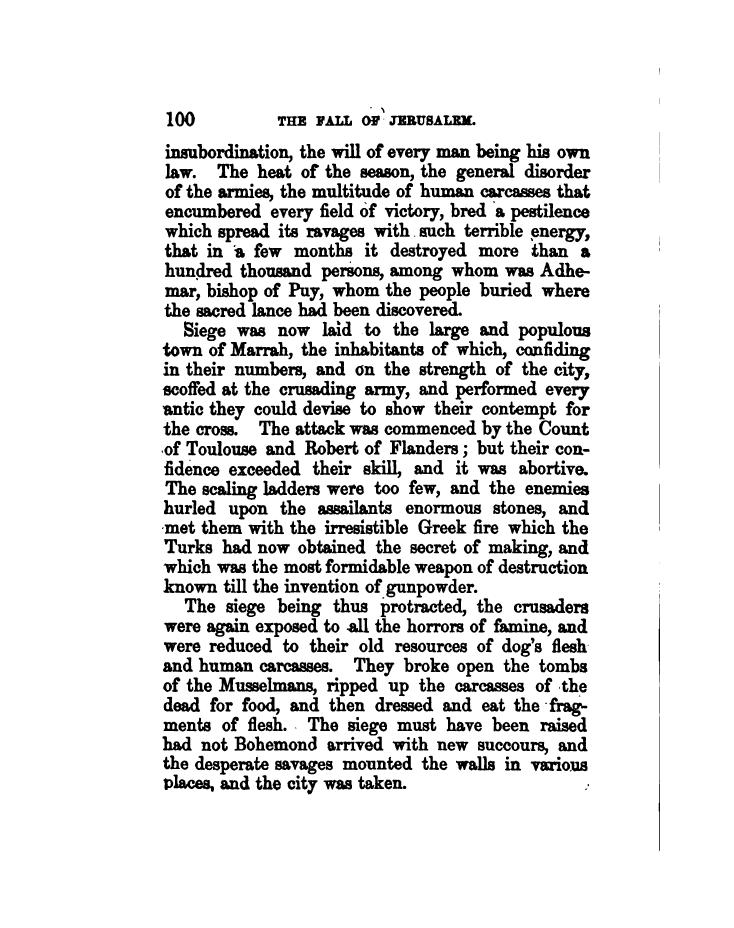 100 THE FALL OF JERUSALEM.
insubordination, the will of every man being his own
law. The heat of the season, the general disorder
of the armies, the multitude of human carcasses that
encumbered every field of victory, bred a pestilence
which spread its ravages with such terrible energy,
that in a few months it destroyed more than a
hundred thousand persons, among whom was Adhe-
mar, bishop of Puy, whom the people buried where
the sacred lance had been discovered.
Siege was now laid to the large and populous
town of Marrah, the inhabitants of which, confiding
in their numbers, and on the strength of the city,
scoffed at the crusading army, and performed every
antic they could devise to show their contempt for
the cross. The attack was commenced by the Count
of Toulouse and Robert of Flanders; but their con-
fidence exceeded their skill, and it was abortive.
The scaling ladders were too few, and the enemies
hurled upon the assailants enormous stones, and
met them with the irresistible Greek fire which the
Turks had now obtained the secret of making, and
which was the most formidable weapon of destruction
known till the invention of gunpowder.
The siege being thus protracted, the crusaders
were again exposed to all the horrors of famine, and
were reduced to their old resources of dog's flesh
and human carcasses. They broke open the tombs
of the Musselmans, ripped up the carcasses of the
dead for food, and then dressed and eat the frag-
ments of flesh. The siege must have been raised
had not Bohemond arrived with new succours, and
the desperate savages mounted the walls in various
places, and the city was taken.